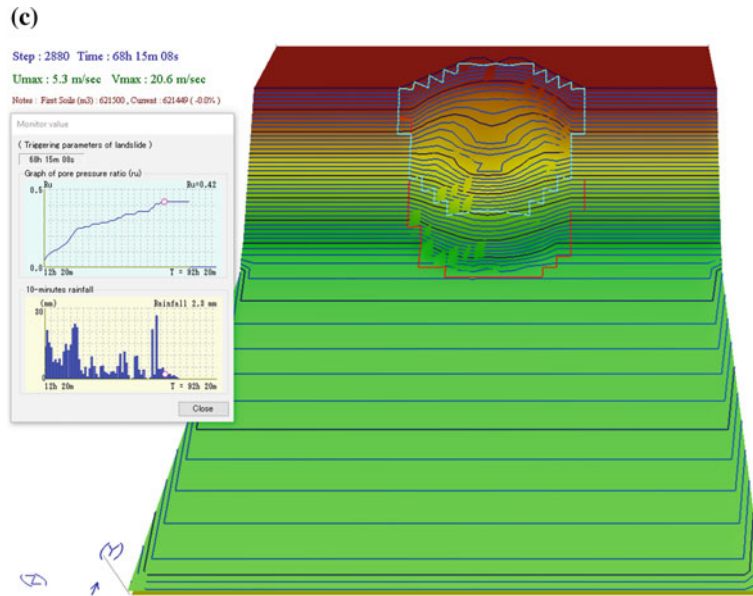 (c)
Step : 2880 Time : 68h 15m 08s
Umax : 5.3 m/sec Vmax : 20.6 m/sec
Notes : First Soils (m3) : 621500 , Current : 621449 ( -0.0% )
Monitor value
( Triggering parameters of landslide )
68h 15m 08s
Graph of pore pressure ratio (ru)
0.5 Ru Ru=0.42
0.0
12h 20m T = 92h 20m
10-minutes rainfall
(mm) Rainfall 2.3 mm
20
0
12h 20m T = 92h 20m
Close
(Y)